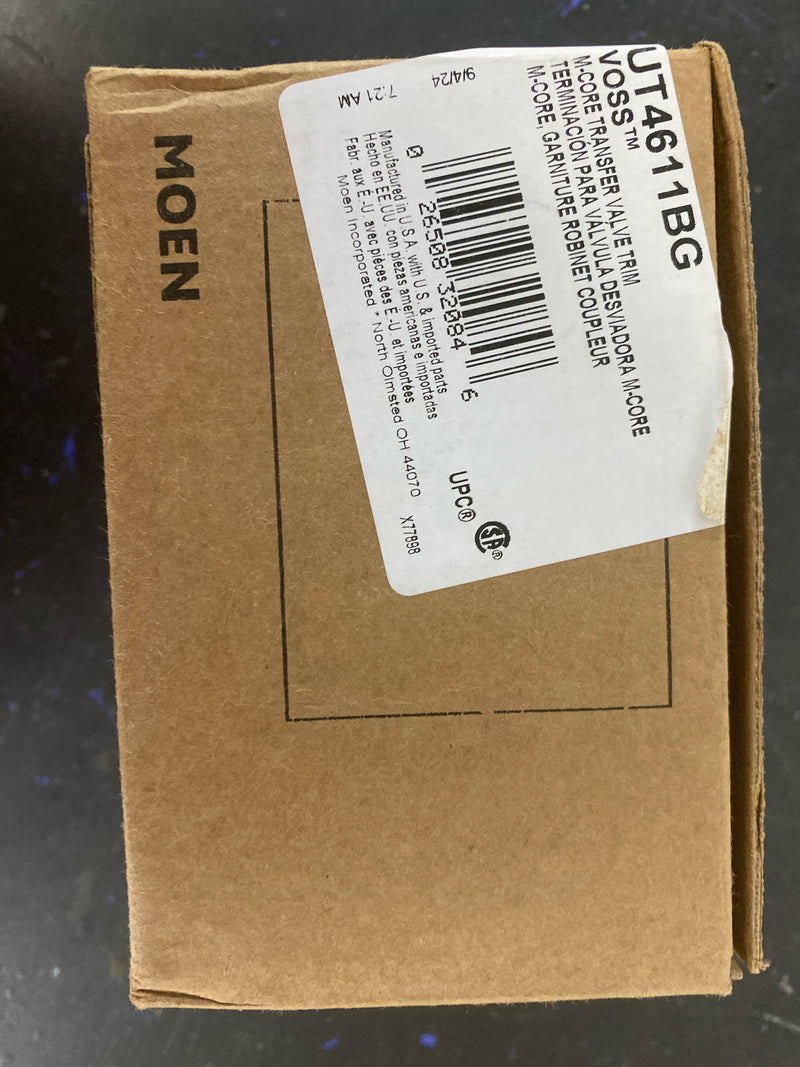 MOEN
UT4611BG
VOSS™
M-CORE TRANSFER VALVE TRIM
TERMINACIÓN PARA VÁLVULA DESVIADORA M-CORE
M-CORE, GARNITURE ROBINET COUPLEUR
0 26508 32084 6
UPC®
SA®
Manufactured in U.S.A. with U.S. & imported parts
Hecho en EE.UU. con piezas americanas e importadas
Fabr. aux É.-U. avec pièces des É.-U. et importées
Moen Incorporated * North Olmsted OH 44070 X77898
9/4/24
7:21 AM